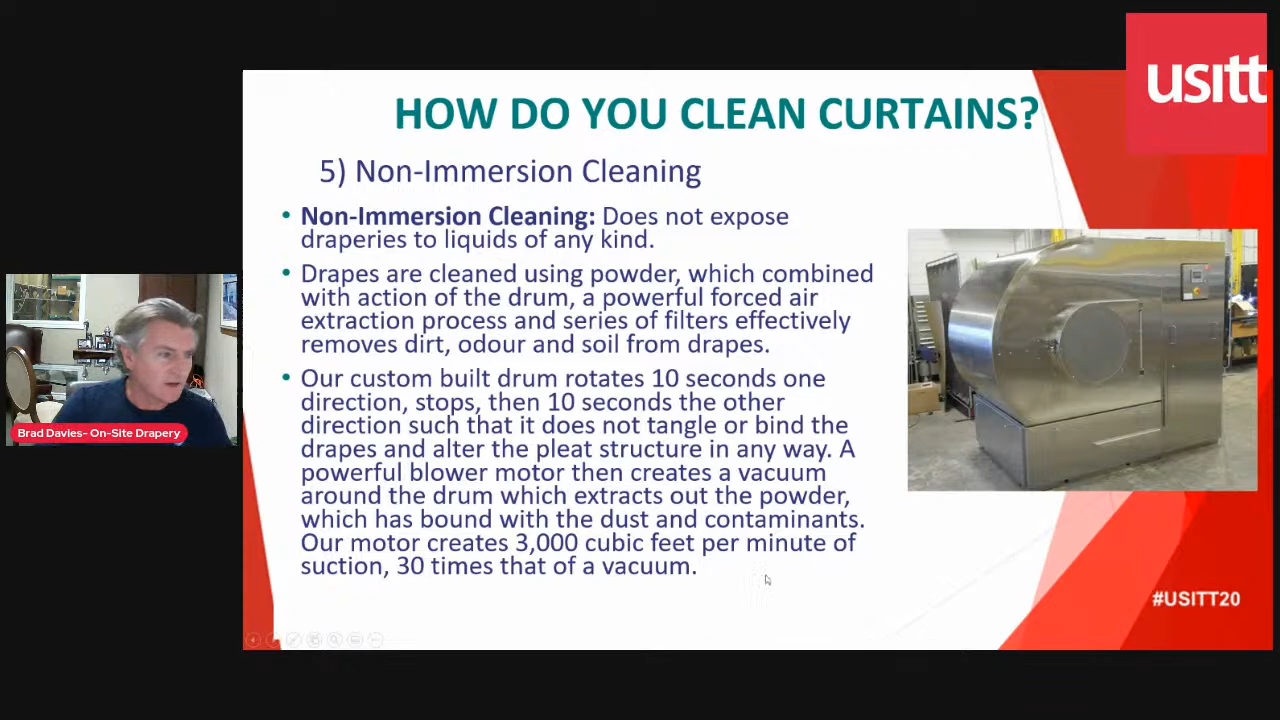 usitt
HOW DO YOU CLEAN CURTAINS?
5) Non-Immersion Cleaning
• Non-Immersion Cleaning: Does not expose
draperies to liquids of any kind.
• Drapes are cleaned using powder, which combined
with action of the drum, a powerful forced air
extraction process and series of filters effectively
removes dirt, odour and soil from drapes.
• Our custom built drum rotates 10 seconds one
direction, stops, then 10 seconds the other
direction such that it does not tangle or bind the
drapes and alter the pleat structure in any way. A
powerful blower motor then creates a vacuum
around the drum which extracts out the powder,
which has bound with the dust and contaminants.
Our motor creates 3,000 cubic feet per minute of
suction, 30 times that of a vacuum.
Brad Davies- On-Site Drapery
#USITT20